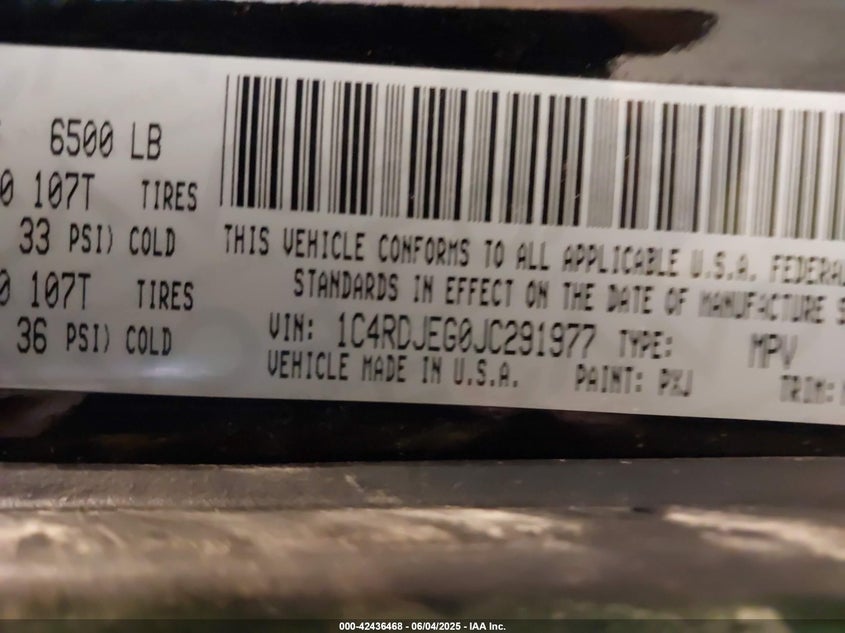 6500 LB
0 107T TIRES
33 PSI) COLD
0 107T TIRES
36 PSI) COLD
THIS VEHICLE CONFORMS TO ALL APPLICABLE U.S.A. FEDERAL
STANDARDS IN EFFECT ON THE DATE OF MANUFACTURE S
VIN: 1C4RDJEG0JC291977 TYPE: MPV
VEHICLE MADE IN U.S.A. PAINT: PXJ TRIM:
000-42436468 - 06/04/2025 - IAA Inc.